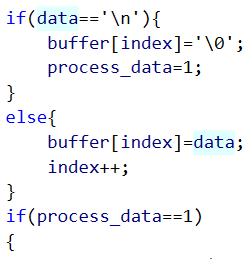 if(data=='\n'){
    buffer[index]='\0';
    process_data=1;
}
else{
    buffer[index]=data;
    index++;
}
if(process_data==1)
{